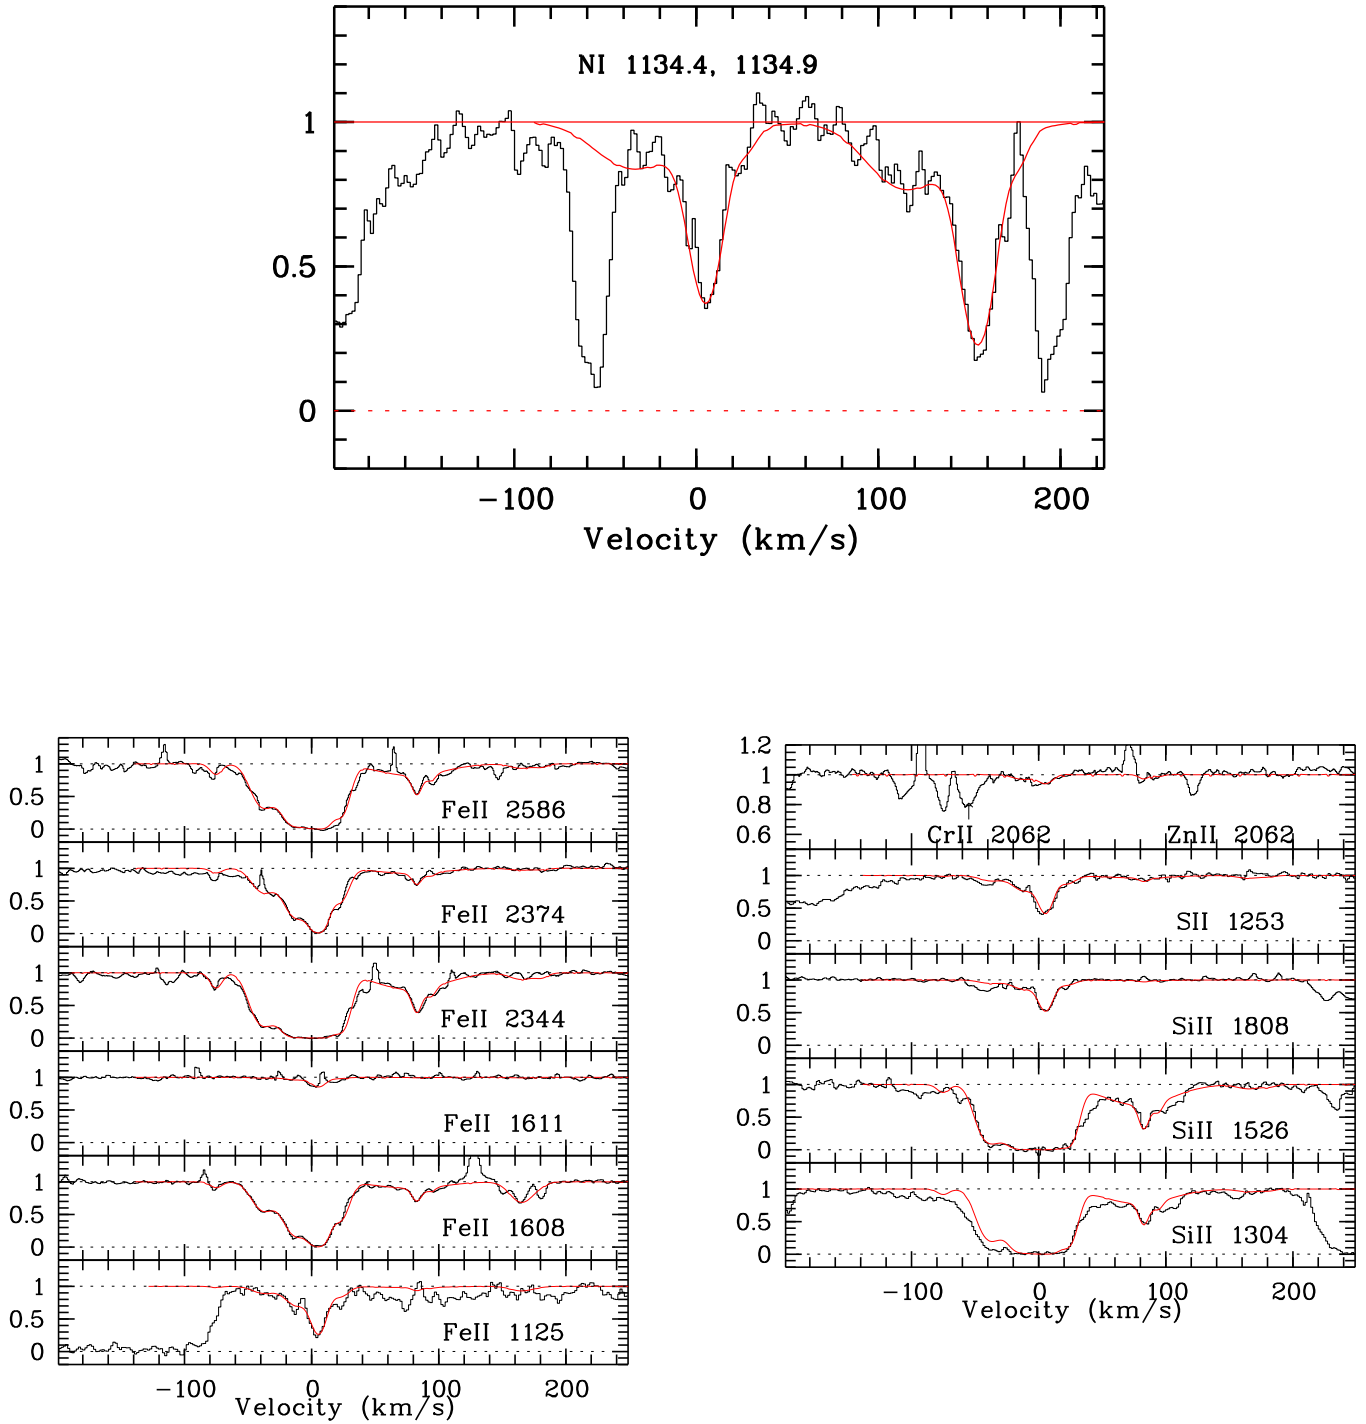 NI 1134.4, 1134.9
1
0.5
0
−100 0 100 200
Velocity (km/s)
1
0.5
0
FeII 2586
1
0.5
0
FeII 2374
1
0.5
0
FeII 2344
1
0.5
0
FeII 1611
1
0.5
0
FeII 1608
1
0.5
0
FeII 1125
−100 0 100 200
Velocity (km/s)
1.2
1
0.8
0.6
CrII 2062 ZnII 2062
1
0.5
0
SII 1253
1
0.5
0
SiII 1808
1
0.5
0
SiII 1526
1
0.5
0
SiII 1304
−100 0 100 200
Velocity (km/s)